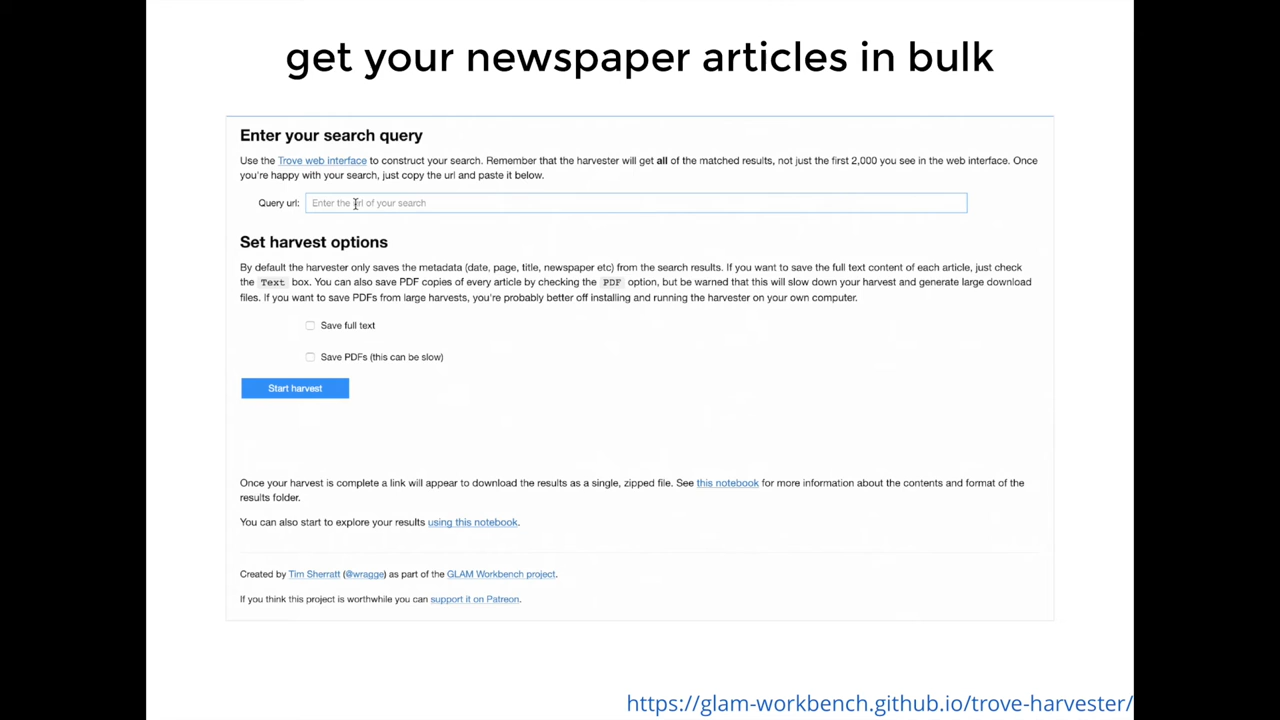 get your newspaper articles in bulk
Enter your search query
Use the Trove web interface to construct your search. Remember that the harvester will get all of the matched results, not just the first 2,000 you see in the web interface. Once
you're happy with your search, just copy the url and paste it below.
Query url: Enter the url of your search
Set harvest options
By default the harvester only saves the metadata (date, page, title, newspaper etc) from the search results. If you want to save the full text content of each article, just check
the Text box. You can also save PDF copies of every article by checking the PDF option, but be warned that this will slow down your harvest and generate large download
files. If you want to save PDFs from large harvests, you're probably better off installing and running the harvester on your own computer.
Save full text
Save PDFs (this can be slow)
Start harvest
Once your harvest is complete a link will appear to download the results as a single, zipped file. See this notebook for more information about the contents and format of the
results folder.
You can also start to explore your results using this notebook.
Created by Tim Sherratt (@wragge) as part of the GLAM Workbench project.
If you think this project is worthwhile you can support it on Patreon.
https://glam-workbench.github.io/trove-harvester/